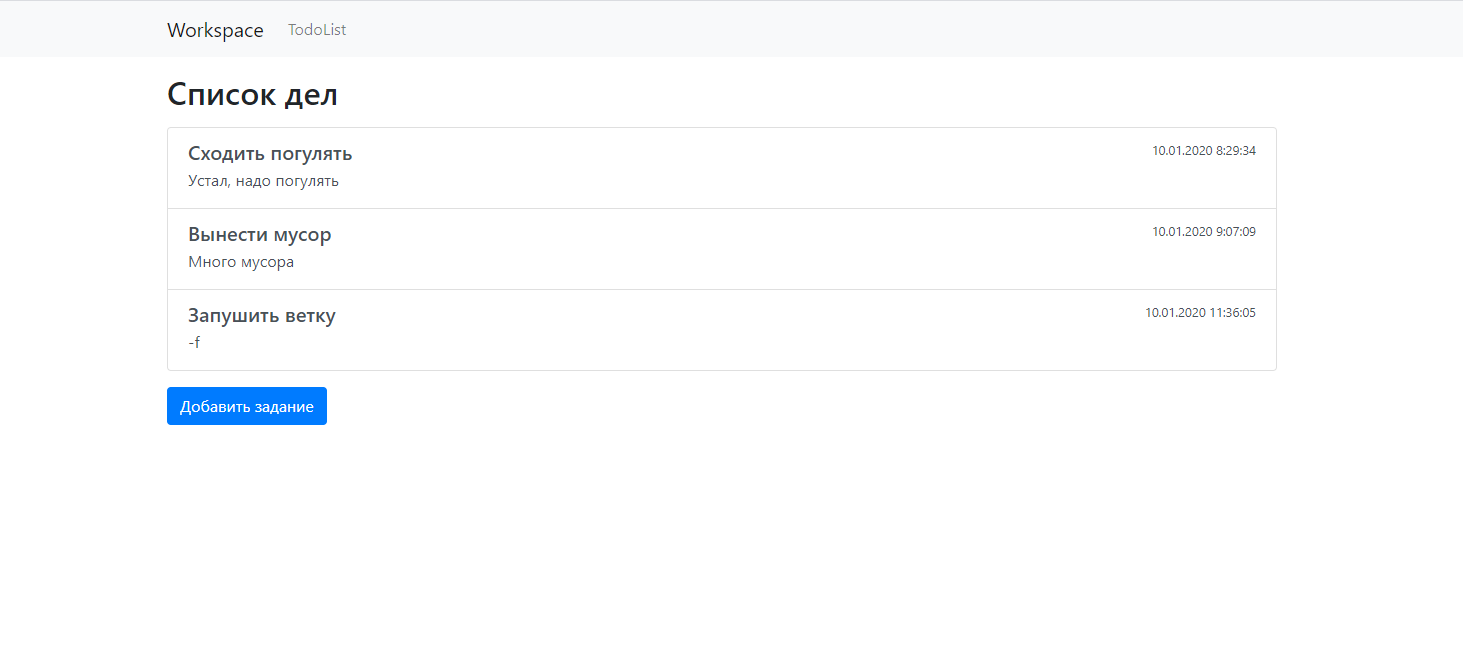 Workspace TodoList
Список дел
Сходить погулять 10.01.2020 8:29:34
Устал, надо погулять
Вынести мусор 10.01.2020 9:07:09
Много мусора
Запушить ветку 10.01.2020 11:36:05
-f
Добавить задание